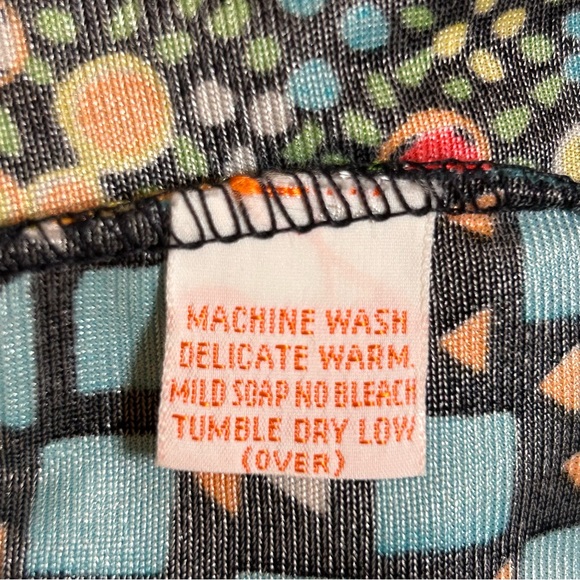 MACHINE WASH
DELICATE WARM.
MILD SOAP NO BLEACH
TUMBLE DRY LOW
(OVER)